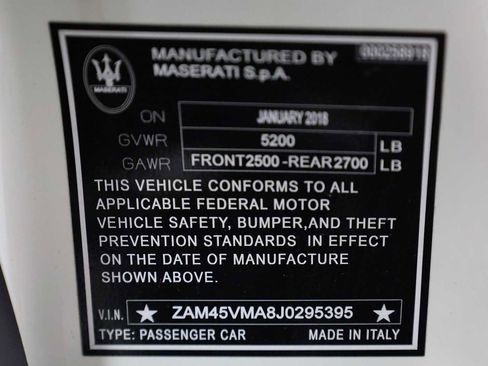 MANUFACTURED BY
MASERATI S.p.A.
MASERATI
ON JANUARY 2018
GVWR 5200 LB
GAWR FRONT2500-REAR2700 LB
THIS VEHICLE CONFORMS TO ALL
APPLICABLE FEDERAL MOTOR
VEHICLE SAFETY, BUMPER,AND THEFT
PREVENTION STANDARDS IN EFFECT
ON THE DATE OF MANUFACTURE
SHOWN ABOVE.
V.I.N. ★ ZAM45VMA8J0295395 ★
TYPE: PASSENGER CAR MADE IN ITALY